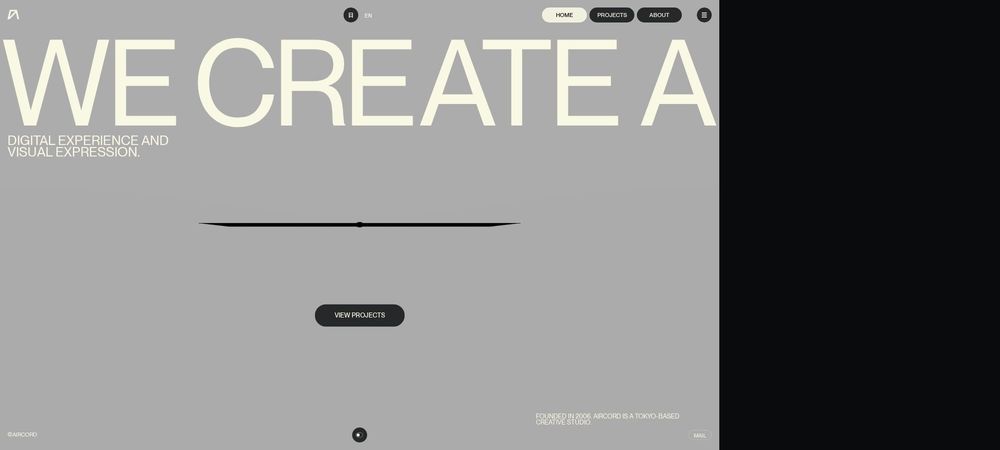 EN
HOME
PROJECTS
ABOUT
WE CREATE A
DIGITAL EXPERIENCE AND
VISUAL EXPRESSION.
VIEW PROJECTS
FOUNDED IN 2006. AIRCORD IS A TOKYO-BASED
CREATIVE STUDIO.
©AIRCORD
MAIL